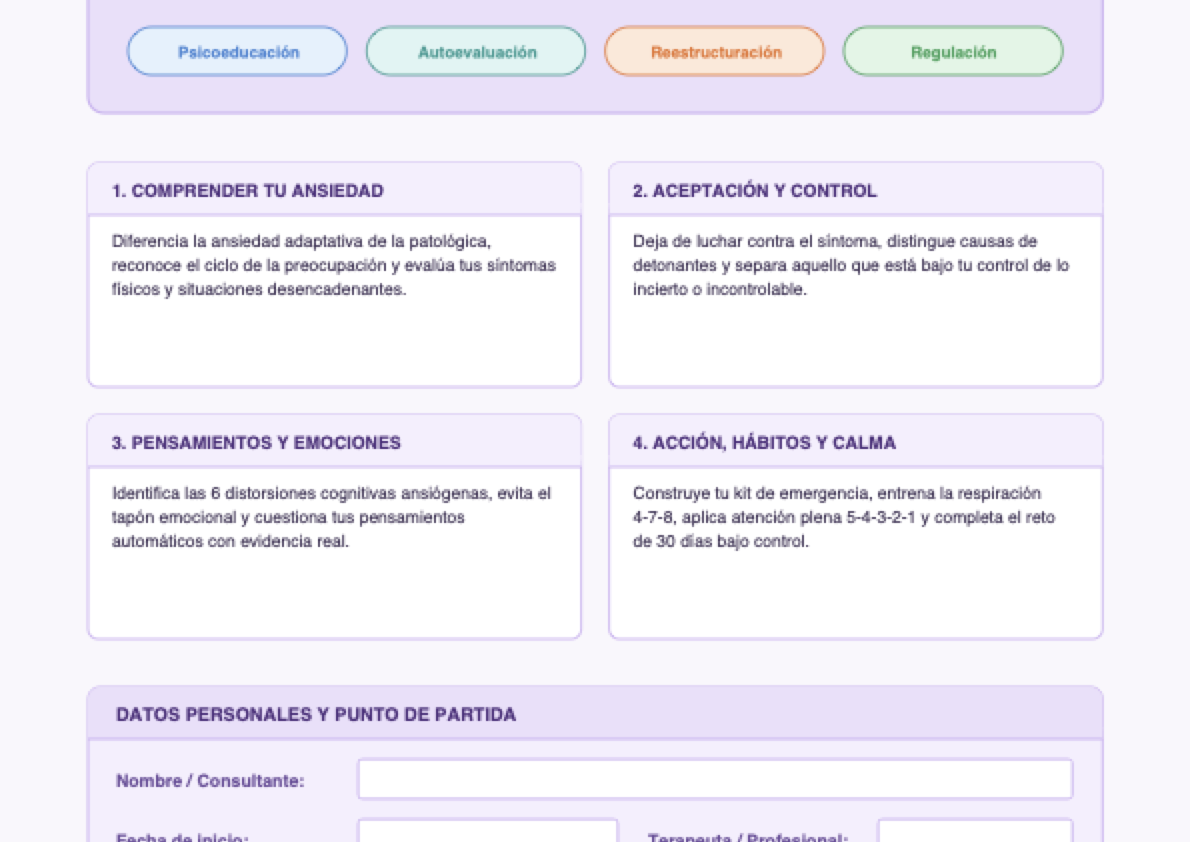 Psicoeducación
Autoevaluación
Reestructuración
Regulación
1. COMPRENDER TU ANSIEDAD
Diferencia la ansiedad adaptativa de la patológica,
reconoce el ciclo de la preocupación y evalúa tus síntomas
físicos y situaciones desencadenantes.
2. ACEPTACIÓN Y CONTROL
Deja de luchar contra el síntoma, distingue causas de
detonantes y separa aquello que está bajo tu control de lo
incierto o incontrolable.
3. PENSAMIENTOS Y EMOCIONES
Identifica las 6 distorsiones cognitivas ansiógenas, evita el
tapón emocional y cuestiona tus pensamientos
automáticos con evidencia real.
4. ACCIÓN, HÁBITOS Y CALMA
Construye tu kit de emergencia, entrena la respiración
4-7-8, aplica atención plena 5-4-3-2-1 y completa el reto
de 30 días bajo control.
DATOS PERSONALES Y PUNTO DE PARTIDA
Nombre / Consultante:
Fecha de inicio:
Terapeuta / Profesional: